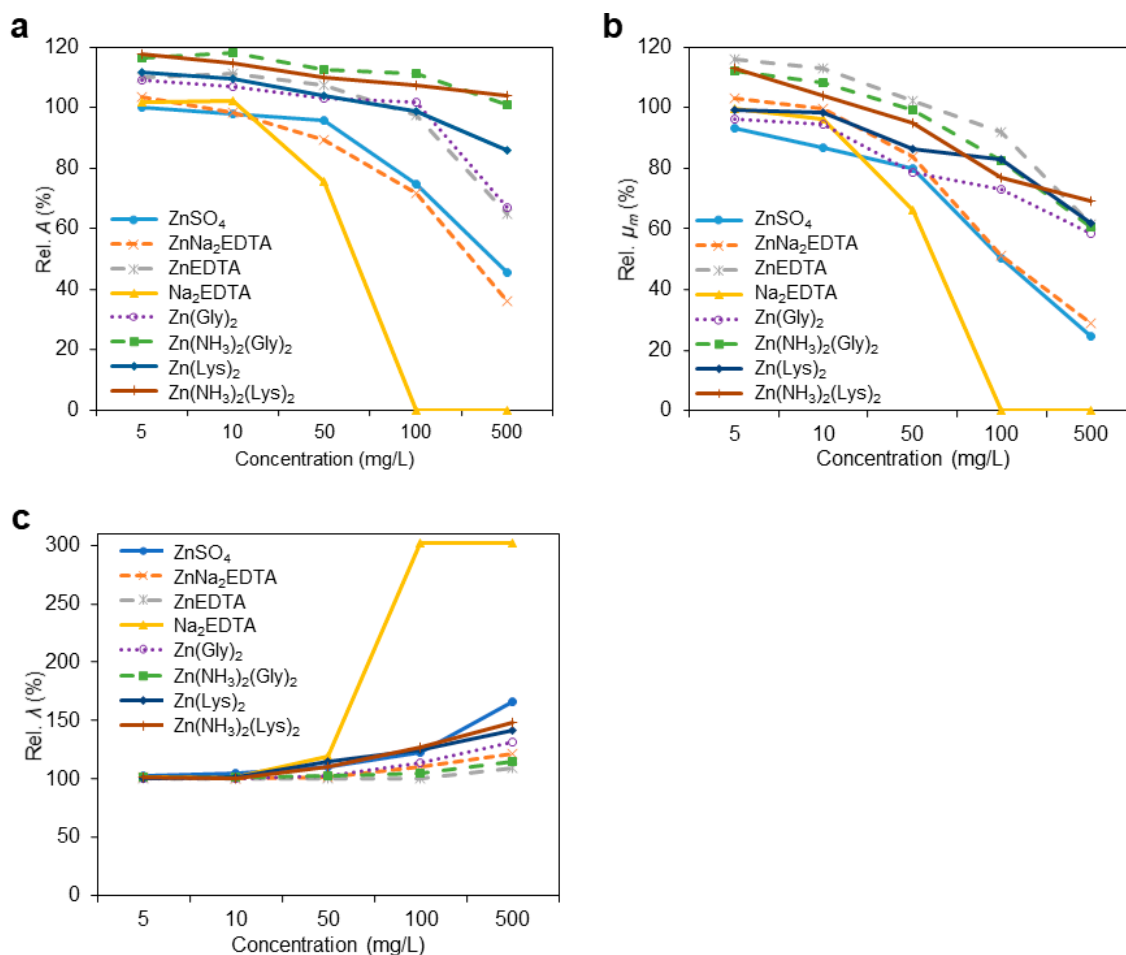 a
120
100
80
60
40
20
0
Rel. A (%)
ZnSO₄
ZnNa₂EDTA
ZnEDTA
Na₂EDTA
Zn(Gly)₂
Zn(NH₃)₂(Gly)₂
Zn(Lys)₂
Zn(NH₃)₂(Lys)₂
5 10 50 100 500
Concentration (mg/L)
b
120
100
80
60
40
20
0
Rel. μₘ (%)
ZnSO₄
ZnNa₂EDTA
ZnEDTA
Na₂EDTA
Zn(Gly)₂
Zn(NH₃)₂(Gly)₂
Zn(Lys)₂
Zn(NH₃)₂(Lys)₂
5 10 50 100 500
Concentration (mg/L)
c
300
250
200
150
100
50
0
Rel. λ (%)
ZnSO₄
ZnNa₂EDTA
ZnEDTA
Na₂EDTA
Zn(Gly)₂
Zn(NH₃)₂(Gly)₂
Zn(Lys)₂
Zn(NH₃)₂(Lys)₂
5 10 50 100 500
Concentration (mg/L)